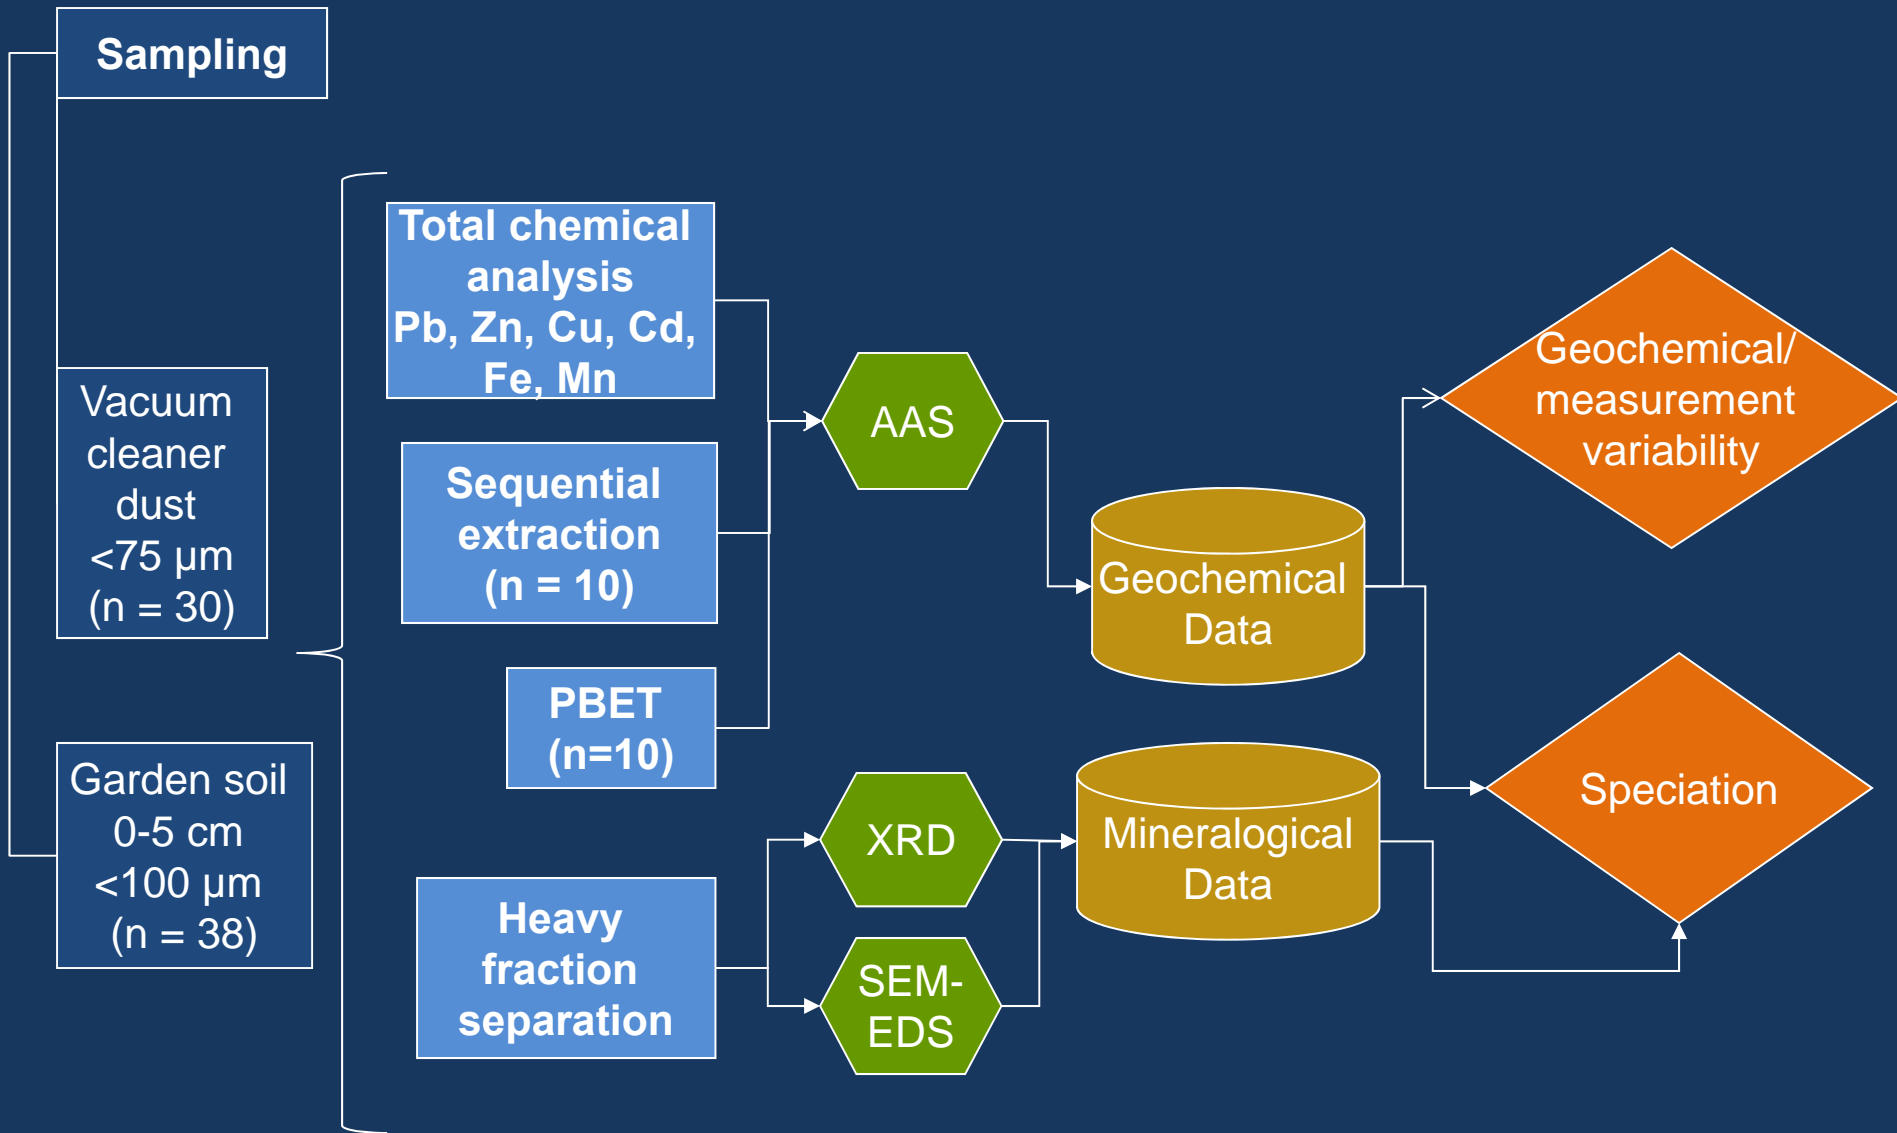 Sampling
Vacuum
cleaner
dust
<75 µm
(n = 30)
Garden soil
0-5 cm
<100 µm
(n = 38)
Total chemical
analysis
Pb, Zn, Cu, Cd,
Fe, Mn
Sequential
extraction
(n = 10)
PBET
(n=10)
Heavy
fraction
separation
AAS
XRD
SEM-
EDS
Geochemical
Data
Mineralogical
Data
Geochemical/
measurement
variability
Speciation